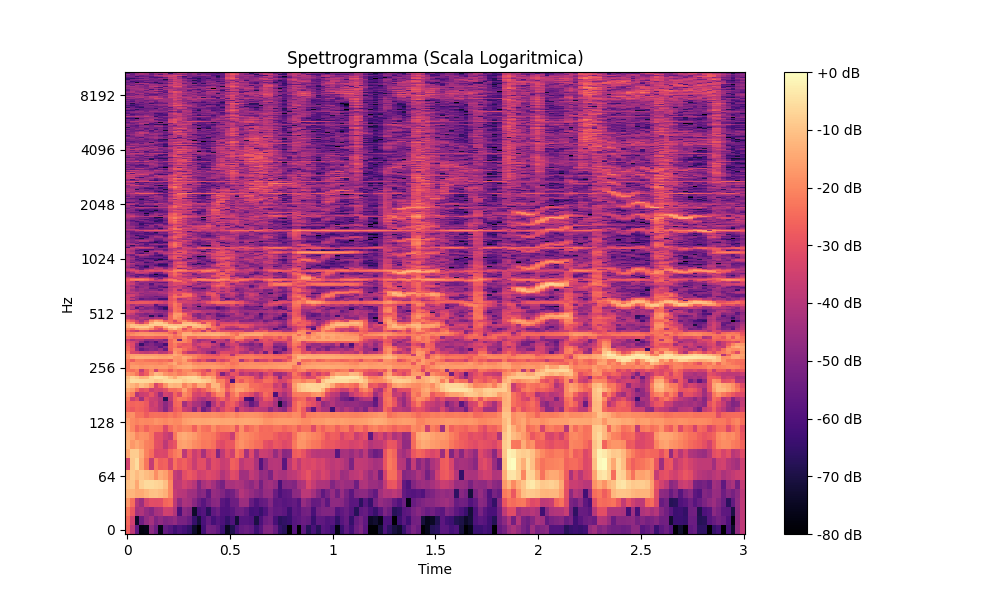 Spettrogramma (Scala Logaritmica)
Hz
8192
4096
2048
1024
512
256
128
64
0
0
0.5
1
1.5
2
2.5
3
Time
+0 dB
-10 dB
-20 dB
-30 dB
-40 dB
-50 dB
-60 dB
-70 dB
-80 dB